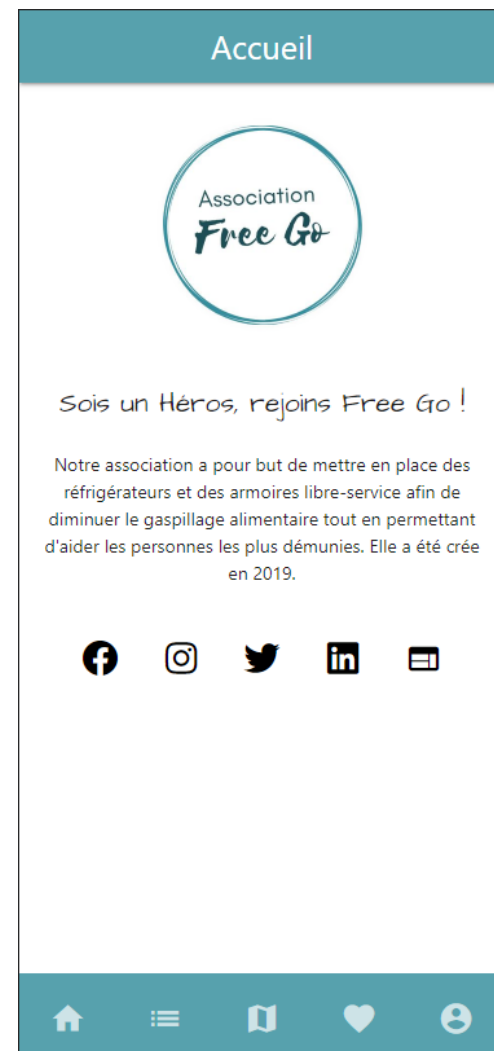 Accueil
Association
Free Go
Sois un Héros, rejoins Free Go !
Notre association a pour but de mettre en place des
réfrigérateurs et des armoires libre-service afin de
diminuer le gaspillage alimentaire tout en permettant
d'aider les personnes les plus démunies. Elle a été crée
en 2019.